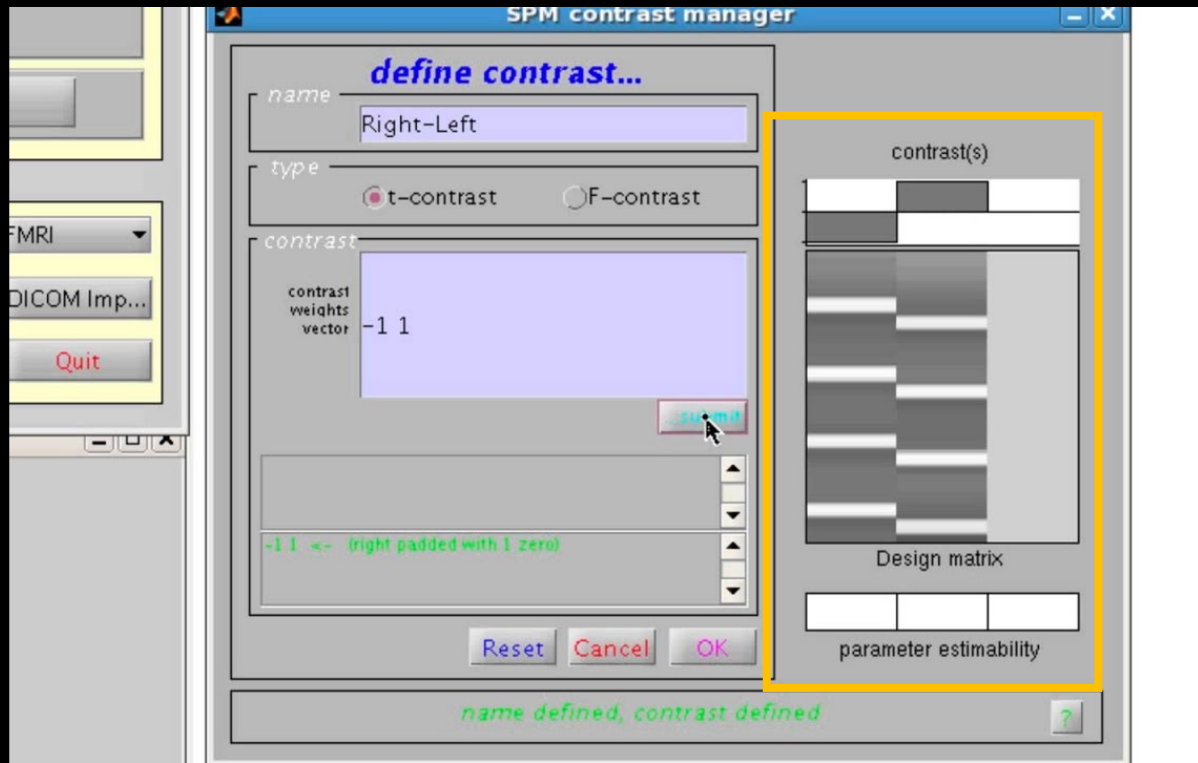 SPM contrast manager
define contrast...
name
Right-Left
type
t-contrast
F-contrast
contrast
contrast
weights
vector
-1 1
submit
-1 1 <- (right padded with 1 zero)
Reset
Cancel
OK
name defined, contrast defined
?
contrast(s)
Design matrix
parameter estimability
FMRI
DICOM Imp...
Quit